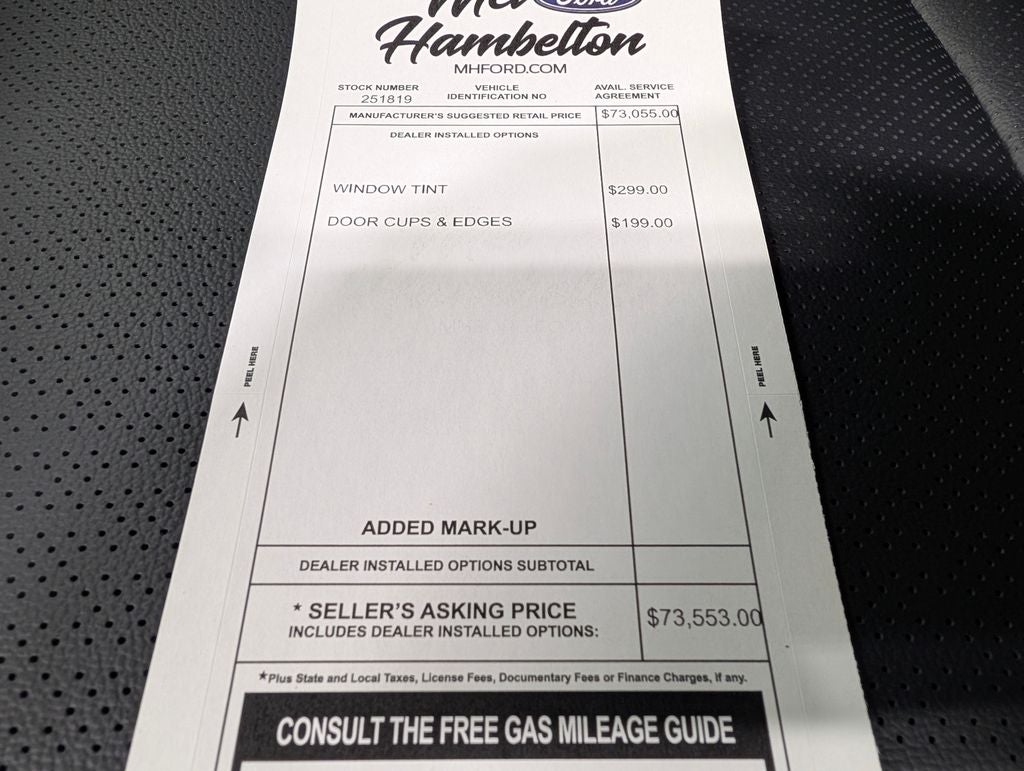 Mel
Ford
Hambelton
MHFORD.COM
STOCK NUMBER
251819
VEHICLE
IDENTIFICATION NO
AVAIL. SERVICE
AGREEMENT
MANUFACTURER'S SUGGESTED RETAIL PRICE $73,055.00
DEALER INSTALLED OPTIONS
WINDOW TINT $299.00
DOOR CUPS & EDGES $199.00
PEEL HERE
PEEL HERE
ADDED MARK-UP
DEALER INSTALLED OPTIONS SUBTOTAL
* SELLER'S ASKING PRICE $73,553.00
INCLUDES DEALER INSTALLED OPTIONS:
*Plus State and Local Taxes, License Fees, Documentary Fees or Finance Charges, if any.
CONSULT THE FREE GAS MILEAGE GUIDE